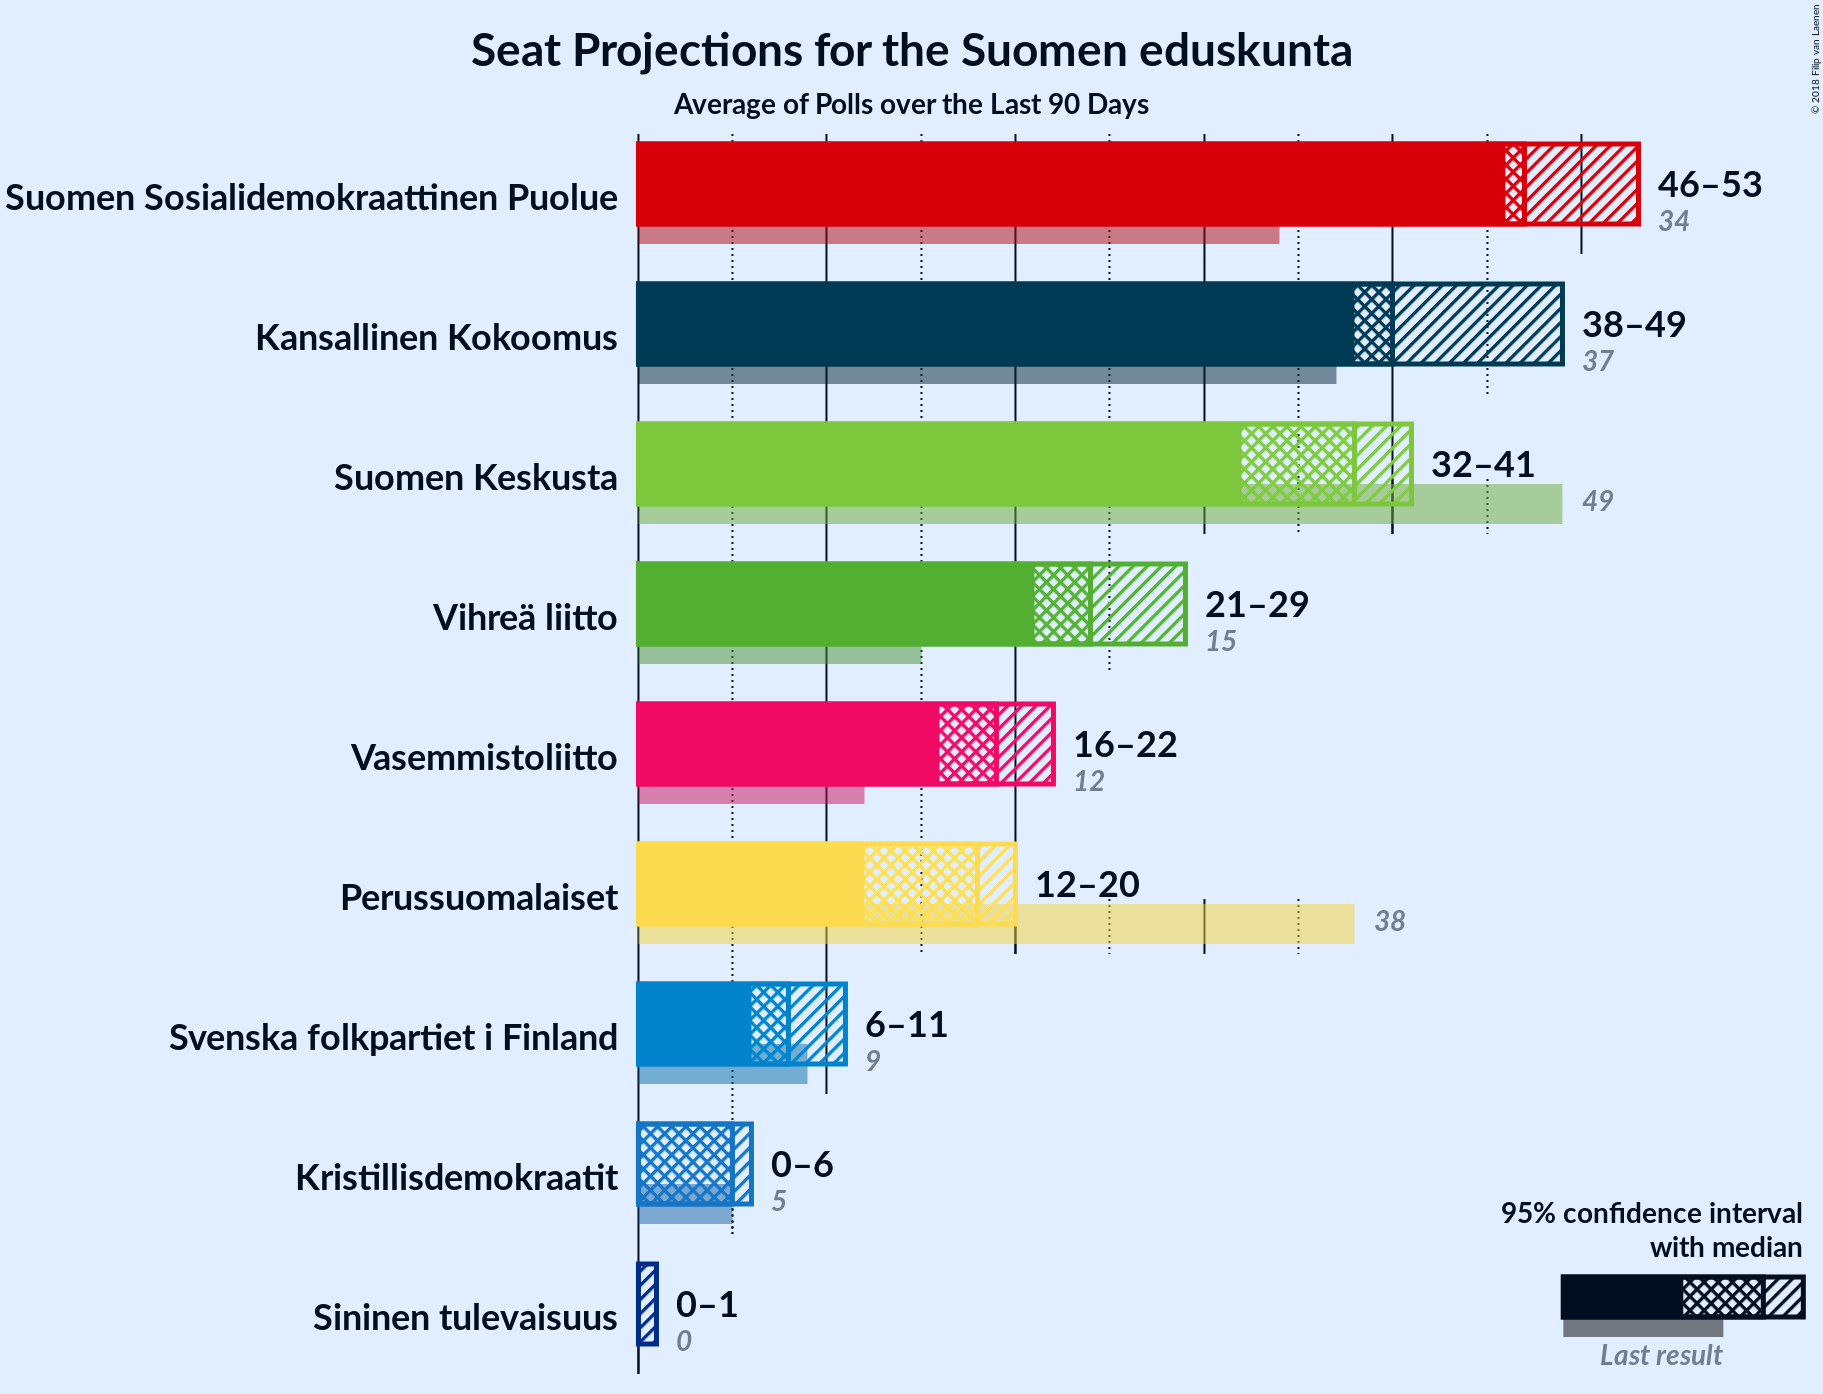 Seat Projections for the Suomen eduskunta
Average of Polls over the Last 90 Days
© 2018 Filip van Laenen
Suomen Sosialidemokraattinen Puolue
46–53
34
Kansallinen Kokoomus
38–49
37
Suomen Keskusta
32–41
49
Vihreä liitto
21–29
15
Vasemmistoliitto
16–22
12
Perussuomalaiset
12–20
38
Svenska folkpartiet i Finland
6–11
9
Kristillisdemokraatit
0–6
5
Sininen tulevaisuus
0–1
0
95% confidence interval
with median
Last result